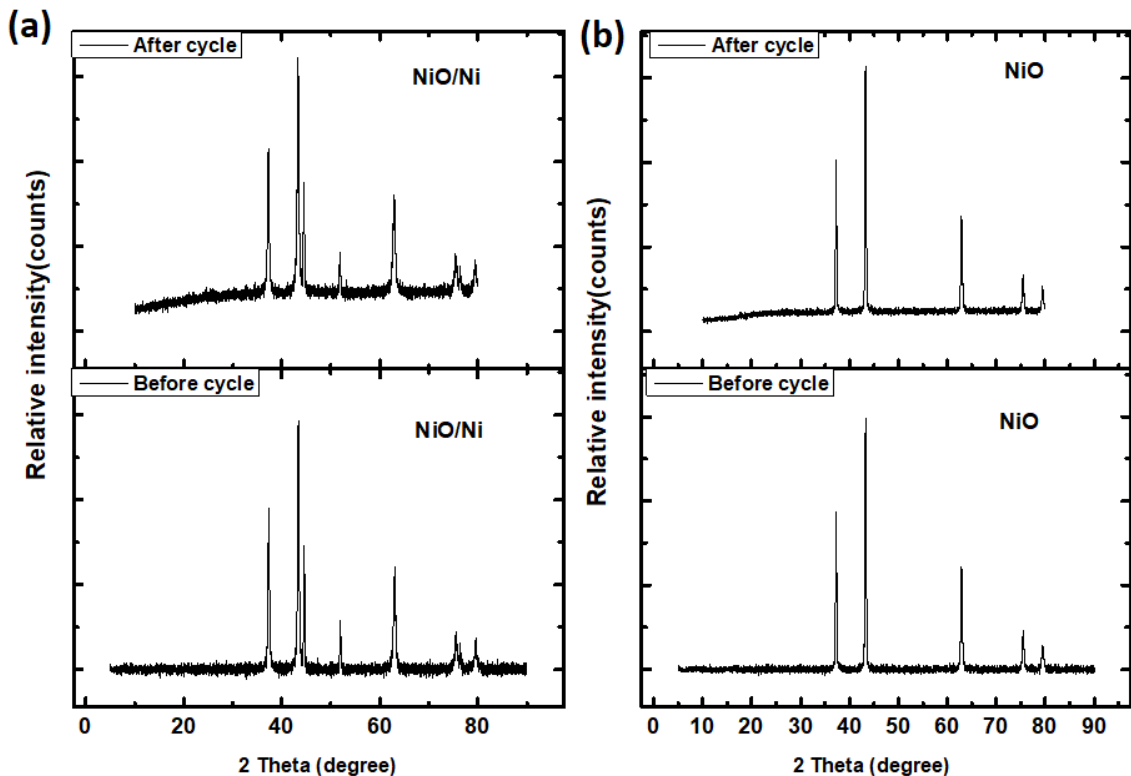 (a)
After cycle
NiO/Ni
Before cycle
NiO/Ni
Relative intensity(counts)
0 20 40 60 80
2 Theta (degree)
(b)
After cycle
NiO
Before cycle
NiO
Relative intensity(counts)
0 10 20 30 40 50 60 70 80 90
2 Theta (degree)